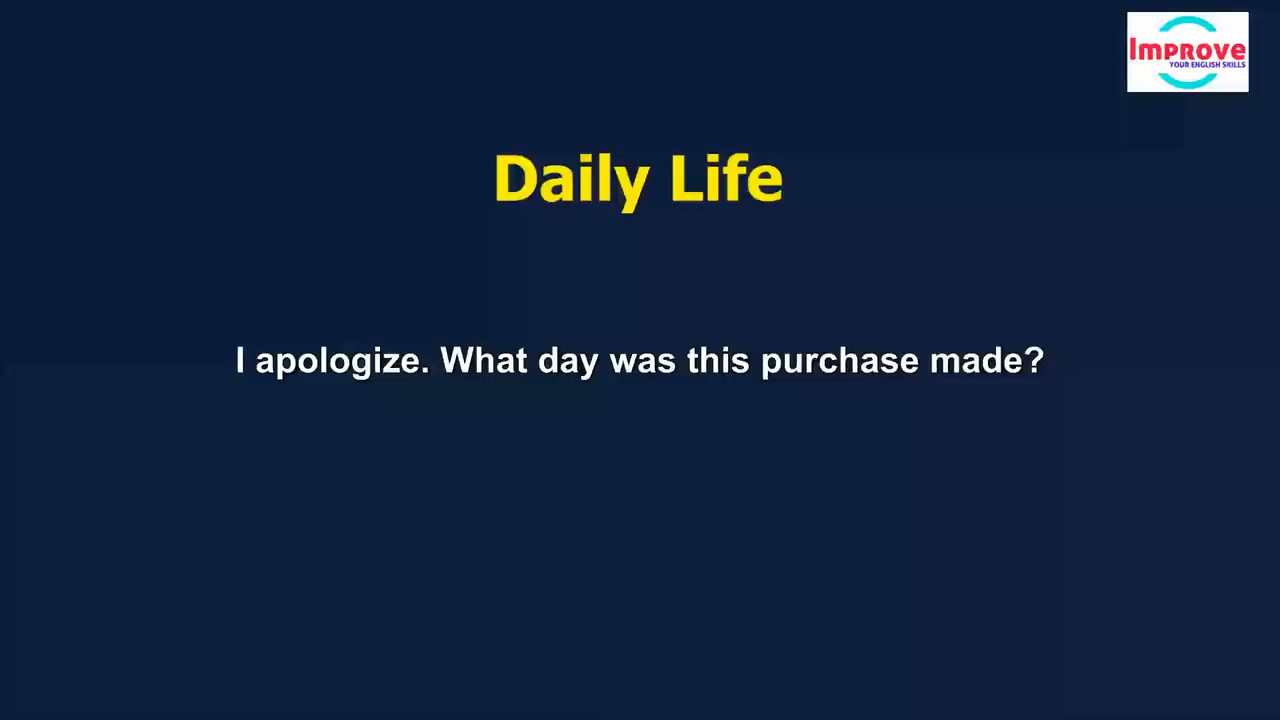 Improve
YOUR ENGLISH SKILLS
Daily Life
I apologize. What day was this purchase made?